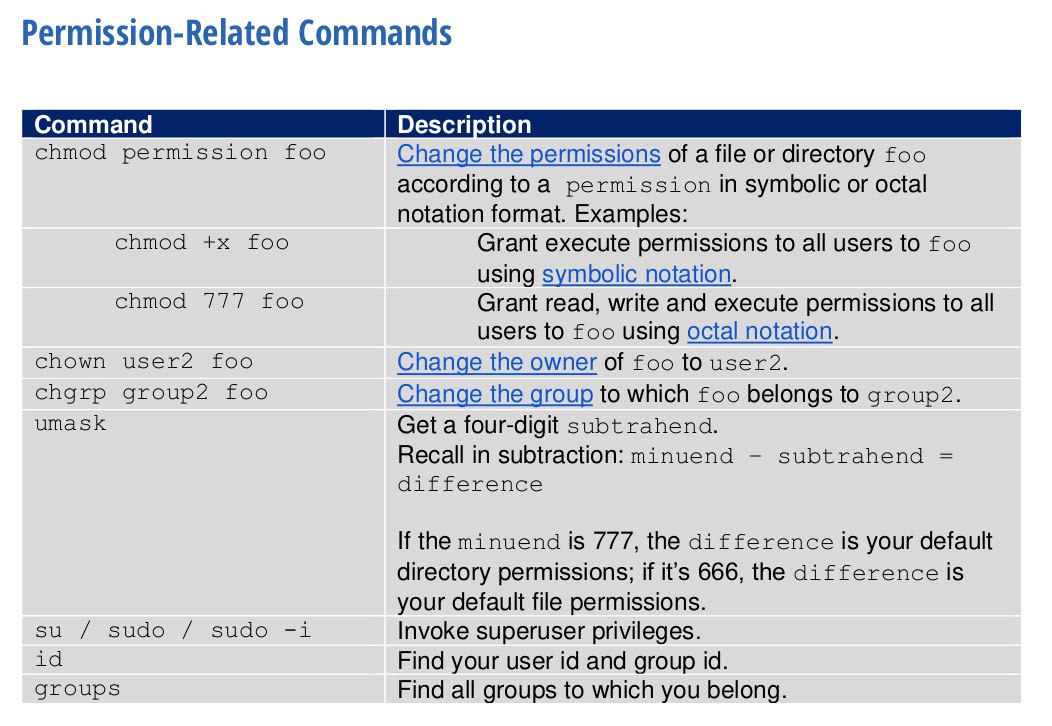 Permission-Related Commands
Command Description
chmod permission foo Change the permissions of a file or directory foo
according to a permission in symbolic or octal
notation format. Examples:
chmod +x foo Grant execute permissions to all users to foo
using symbolic notation.
chmod 777 foo Grant read, write and execute permissions to all
users to foo using octal notation.
chown user2 foo Change the owner of foo to user2.
chgrp group2 foo Change the group to which foo belongs to group2.
umask Get a four-digit subtrahend.
Recall in subtraction: minuend – subtrahend =
difference
If the minuend is 777, the difference is your default
directory permissions; if it’s 666, the difference is
your default file permissions.
su / sudo / sudo -i Invoke superuser privileges.
id Find your user id and group id.
groups Find all groups to which you belong.